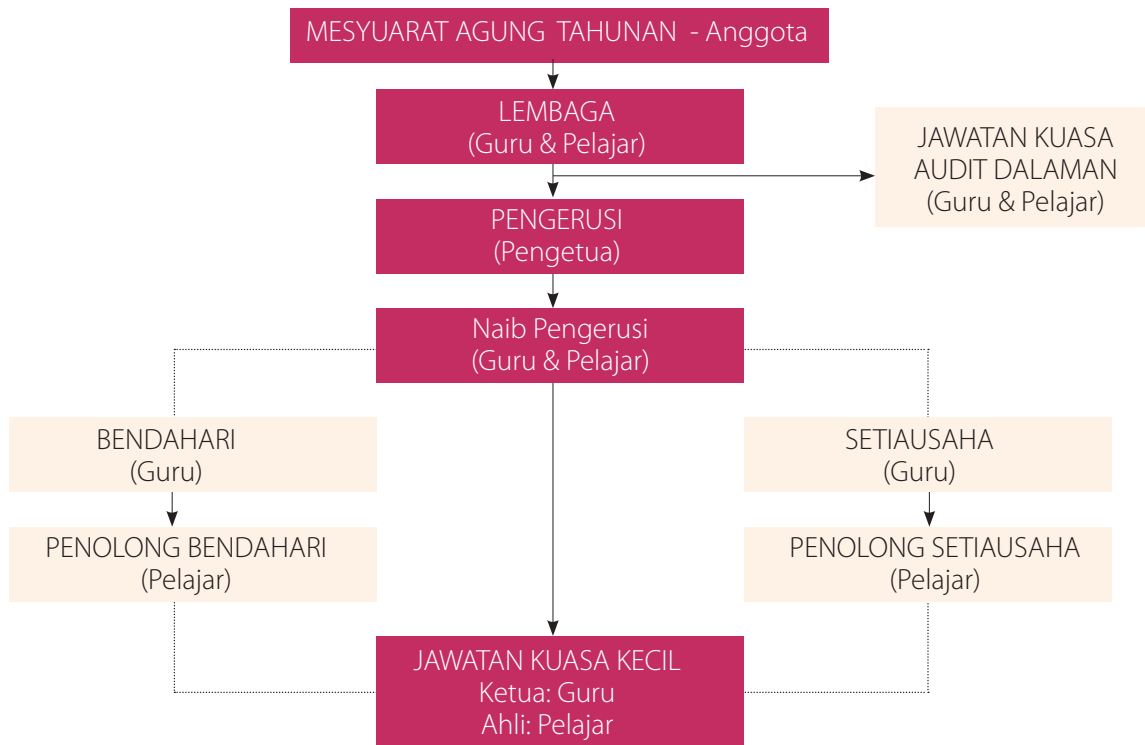 MESYUARAT AGUNG TAHUNAN - Anggota
LEMBAGA
(Guru & Pelajar)
JAWATAN KUASA
AUDIT DALAMAN
(Guru & Pelajar)
PENGERUSI
(Pengetua)
Naib Pengerusi
(Guru & Pelajar)
BENDAHARI
(Guru)
SETIAUSAHA
(Guru)
PENOLONG BENDAHARI
(Pelajar)
PENOLONG SETIAUSAHA
(Pelajar)
JAWATAN KUASA KECIL
Ketua: Guru
Ahli: Pelajar